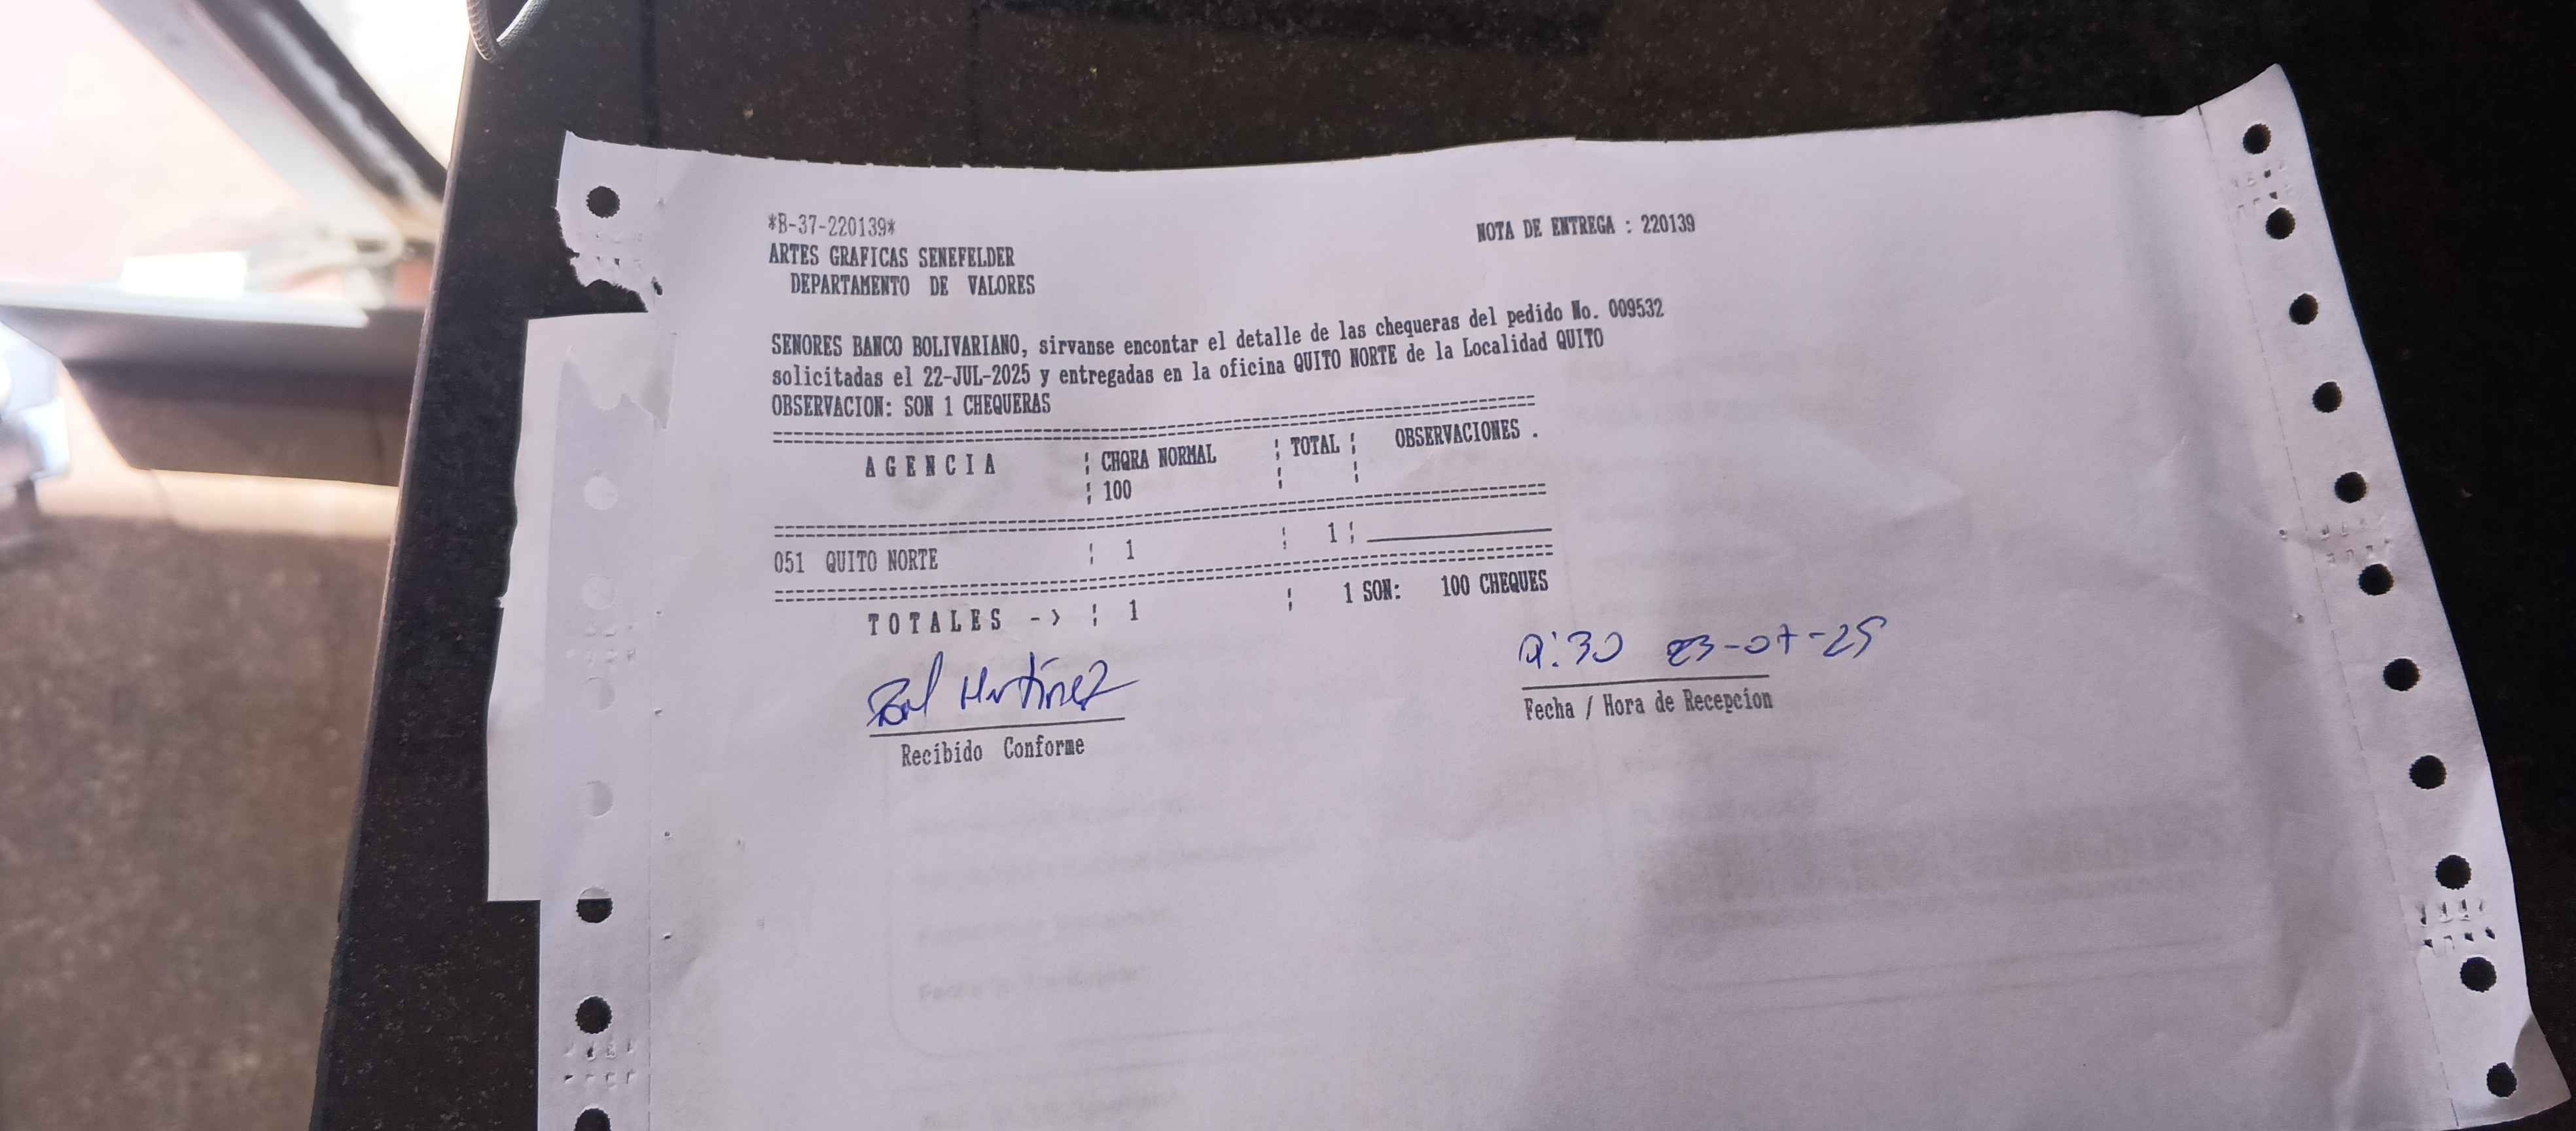 *B-37-220139*
NOTA DE ENTREGA : 220139
ARTES GRAFICAS SENEFELDER
DEPARTAMENTO DE VALORES
SENORES BANCO BOLIVARIANO, sirvanse encontar el detalle de las chequeras del pedido No. 009532
solicitadas el 22-JUL-2025 y entregadas en la oficina QUITO NORTE de la Localidad QUITO
OBSERVACION: SON 1 CHEQUERAS
A G E N C I A ¦ CHQRA NORMAL ¦ TOTAL ¦ OBSERVACIONES .
¦ 100 ¦ ¦
051 QUITO NORTE ¦ 1 ¦ 1 ¦
T O T A L E S - > ¦ 1 ¦ 1 SON: 100 CHEQUES
Martinez
9:30 23-07-25
Recibido Conforme
Fecha / Hora de Recepcion